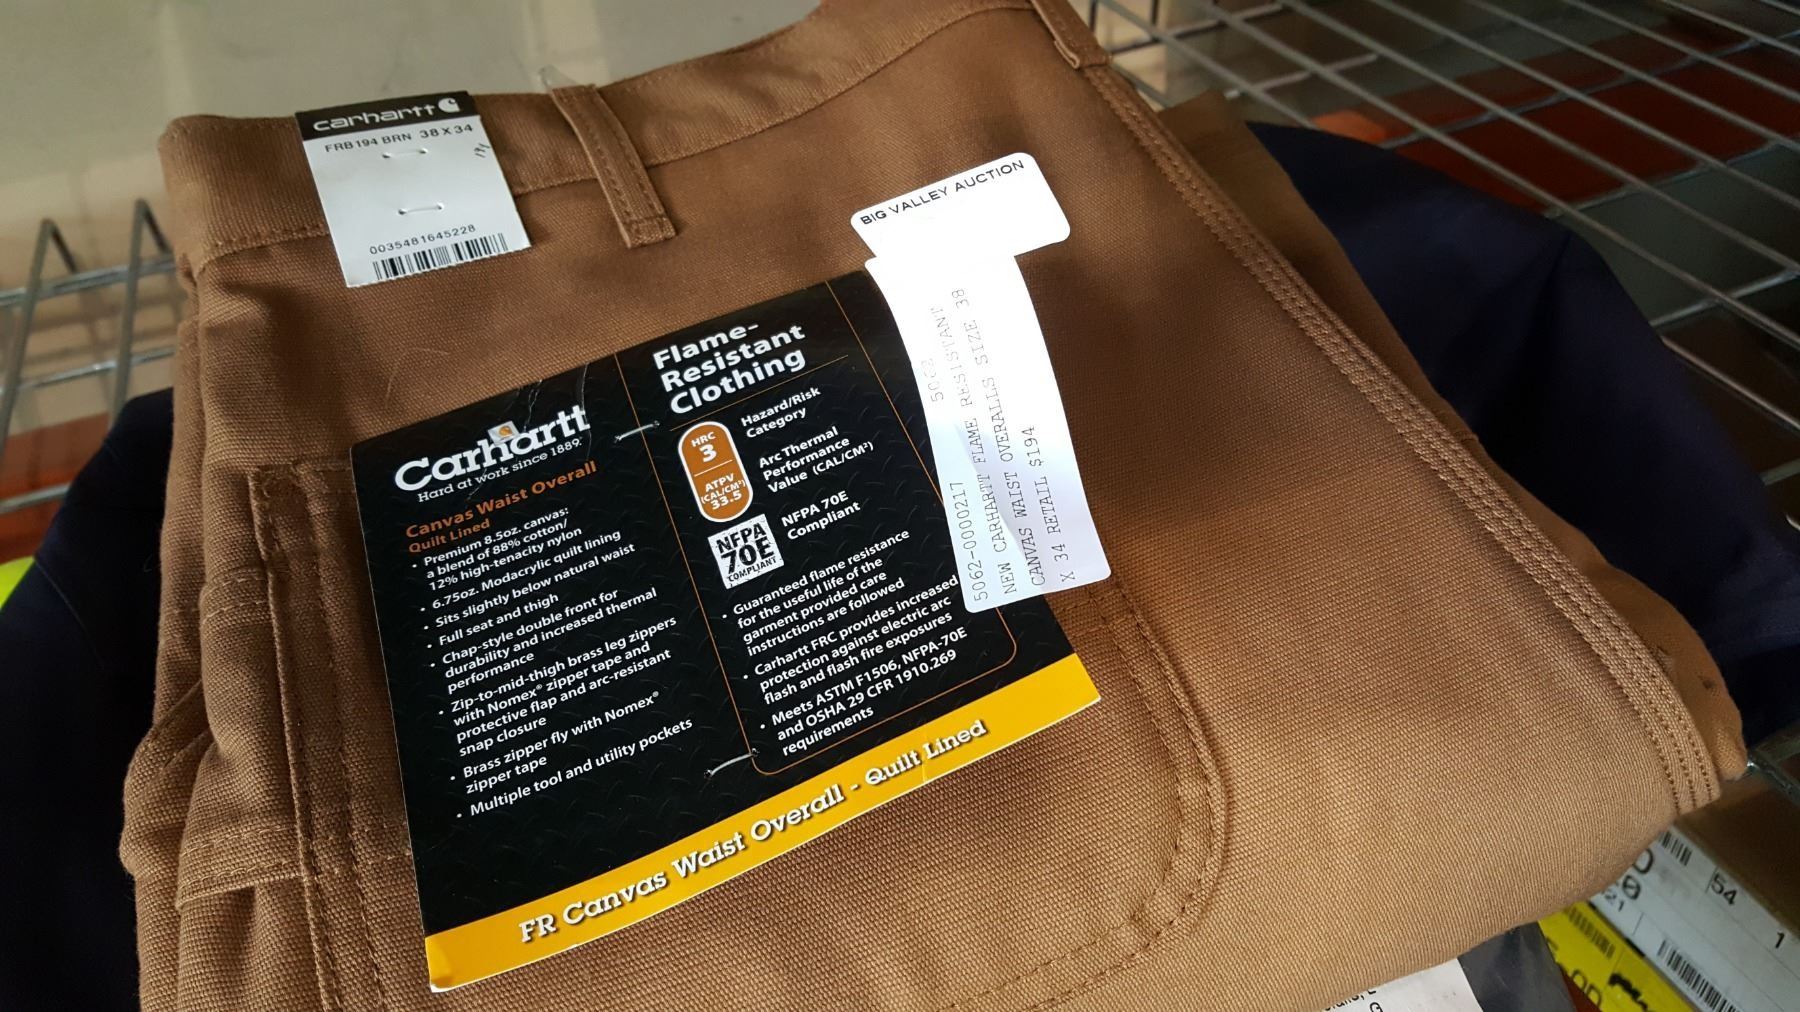 carhartt
FRB194 BRN 38 X 34
194
0035481645228
BIG VALLEY AUCTION
5062
5062-0000217
NEW CARHARTT FLAME RESISTANT
CANVAS WAIST OVERALLS SIZE 38
X 34 RETAIL $194
Carhartt
Hard at work since 1889.
Canvas Waist Overall
Quilt Lined
• Premium 8.5oz. canvas:
a blend of 88% cotton/
12% high-tenacity nylon
• 6.75oz. Modacrylic quilt lining
• Sits slightly below natural waist
• Full seat and thigh
• Chap-style double front for
durability and increased thermal
performance
• Zip-to-mid-thigh brass leg zippers
with Nomex® zipper tape and
protective flap and arc-resistant
snap closure
• Brass zipper fly with Nomex®
zipper tape
• Multiple tool and utility pockets
Flame-
Resistant
Clothing
HRC
3
ATPV
(CAL/CM²)
33.5
Hazard/Risk
Category
Arc Thermal
Performance
Value (CAL/CM²)
NFPA
70E
COMPLIANT
NFPA 70E
Compliant
• Guaranteed flame resistance
for the useful life of the
garment provided care
instructions are followed
• Carhartt FRC provides increased
protection against electric arc
flash and flash fire exposures
• Meets ASTM F1506, NFPA-70E
and OSHA 29 CFR 1910.269
requirements
FR Canvas Waist Overall - Quilt Lined
54
1
21
G